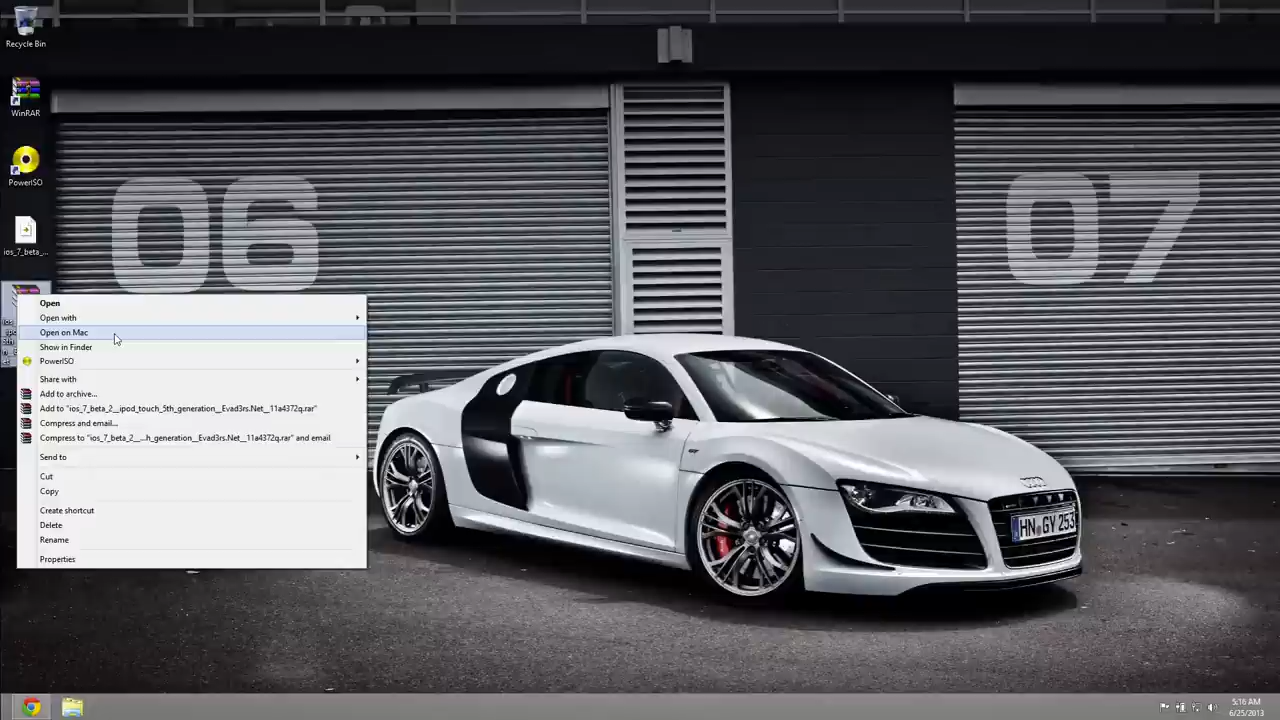 Recycle Bin
WinRAR
PowerISO
ios_7_beta_...
06
07
Open
Open with
Open on Mac
Show in Finder
PowerISO
Share with
Add to archive...
Add to "ios_7_beta_2__ipod_touch_5th_generation__Evad3rs.Net__11a4372q.rar"
Compress and email...
Compress to "ios_7_beta_2__...h_generation__Evad3rs.Net__11a4372q.rar" and email
Send to
Cut
Copy
Create shortcut
Delete
Rename
Properties
GT
HN GY 253
5:16 AM
6/25/2013